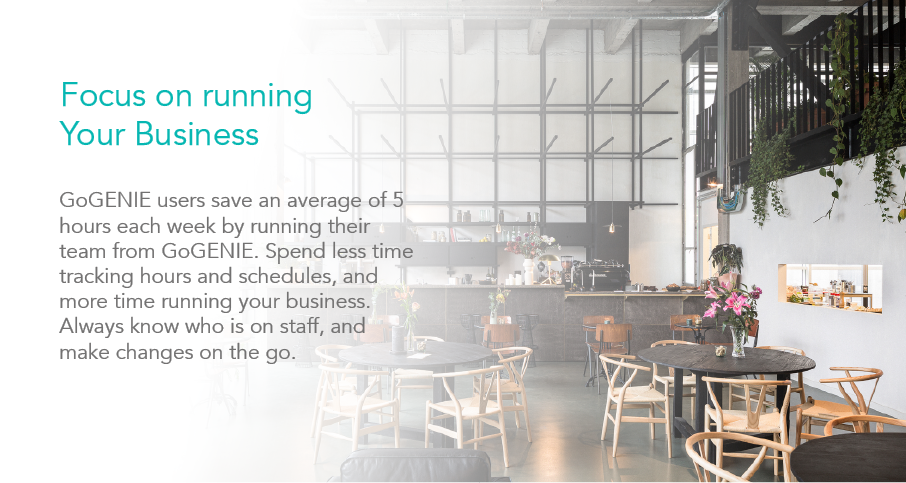 Focus on running
Your Business
GoGENIE users save an average of 5
hours each week by running their
team from GoGENIE. Spend less time
tracking hours and schedules, and
more time running your business.
Always know who is on staff, and
make changes on the go.